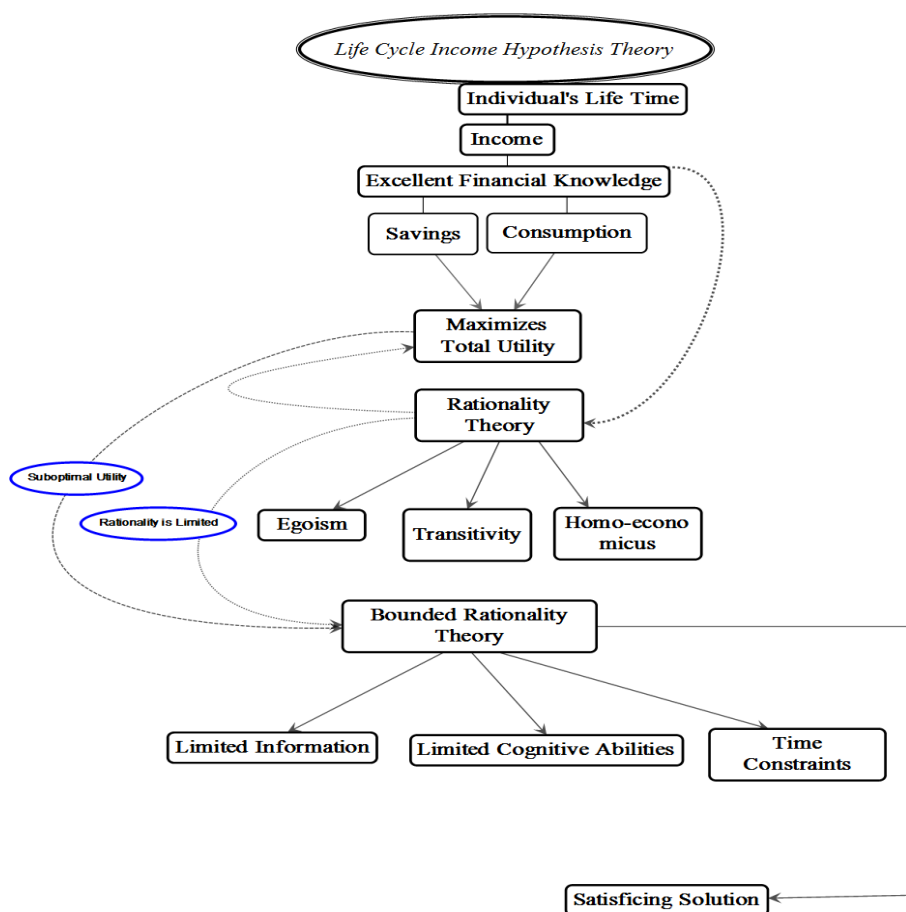 Life Cycle Income Hypothesis Theory
Individual's Life Time
Income
Excellent Financial Knowledge
Savings
Consumption
Maximizes
Total Utility
Rationality
Theory
Suboptimal Utility
Rationality is Limited
Egoism
Transitivity
Homo-econo
micus
Bounded Rationality
Theory
Limited Information
Limited Cognitive Abilities
Time
Constraints
Satisficing Solution